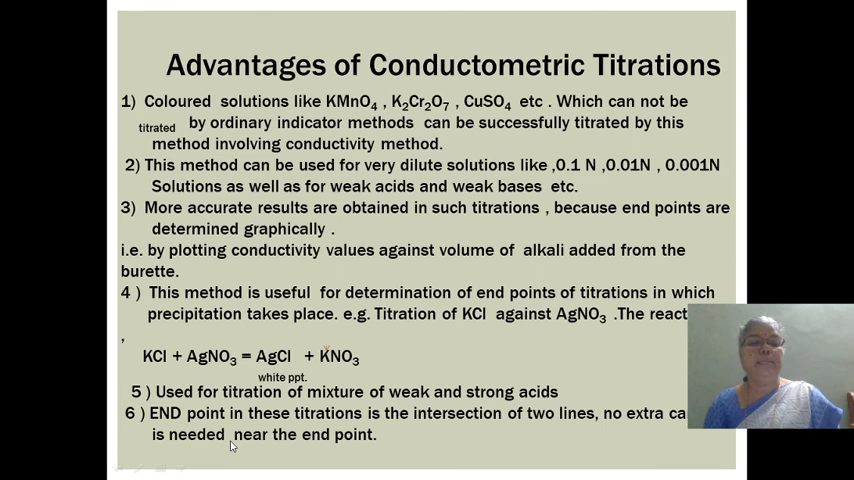 Advantages of Conductometric Titrations
1) Coloured solutions like KMnO₄ , K₂Cr₂O₇ , CuSO₄ etc . Which can not be
titrated by ordinary indicator methods can be successfully titrated by this
method involving conductivity method.
2) This method can be used for very dilute solutions like ,0.1 N ,0.01N , 0.001N
Solutions as well as for weak acids and weak bases etc.
3) More accurate results are obtained in such titrations , because end points are
determined graphically .
i.e. by plotting conductivity values against volume of alkali added from the
burette.
4 ) This method is useful for determination of end points of titrations in which
precipitation takes place. e.g. Titration of KCl against AgNO₃ .The
,
KCl + AgNO₃ = AgCl + KNO₃
white ppt.
5 ) Used for titration of mixture of weak and strong acids
6 ) END point in these titrations is the intersection of two lines, no extra
is needed near the end point.